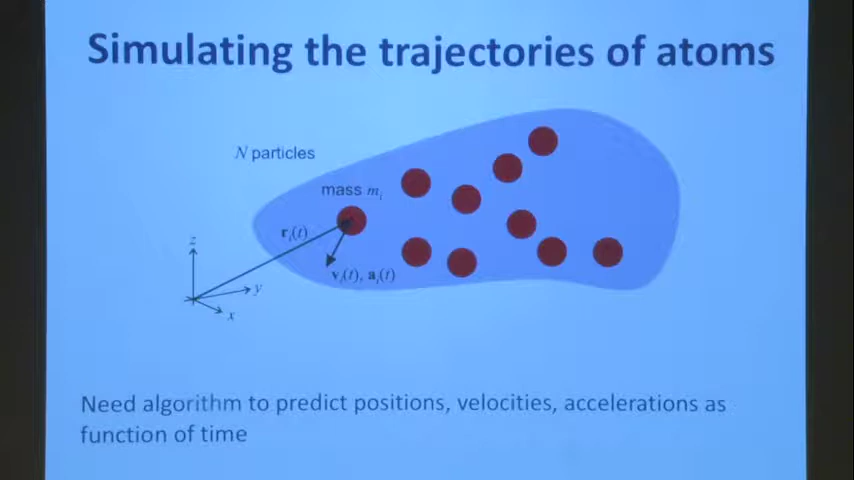 Simulating the trajectories of atoms
N particles
mass mᵢ
rᵢ(t)
vᵢ(t), aᵢ(t)
z
y
x
Need algorithm to predict positions, velocities, accelerations as
function of time